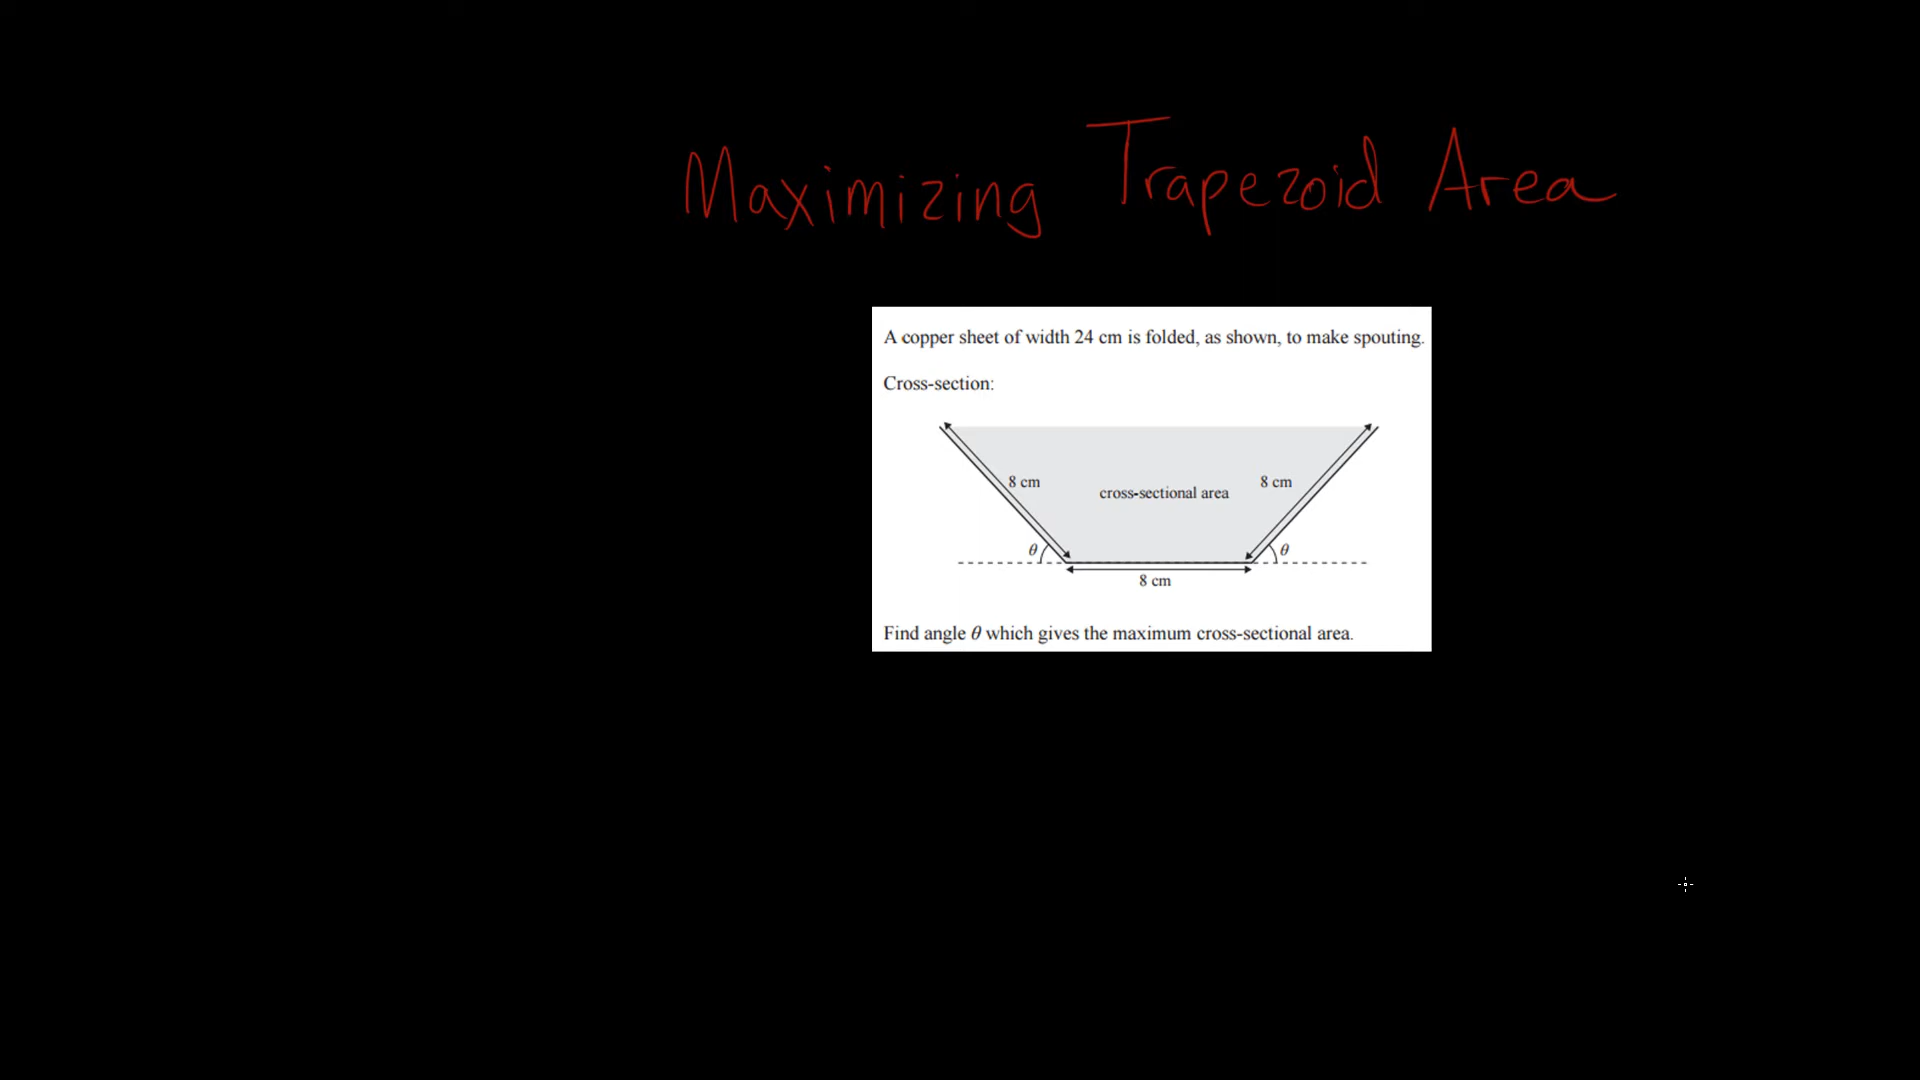 Maximizing Trapezoid Area
A copper sheet of width 24 cm is folded, as shown, to make spouting.
Cross-section:
8 cm
cross-sectional area
8 cm
θ
θ
8 cm
Find angle θ which gives the maximum cross-sectional area.